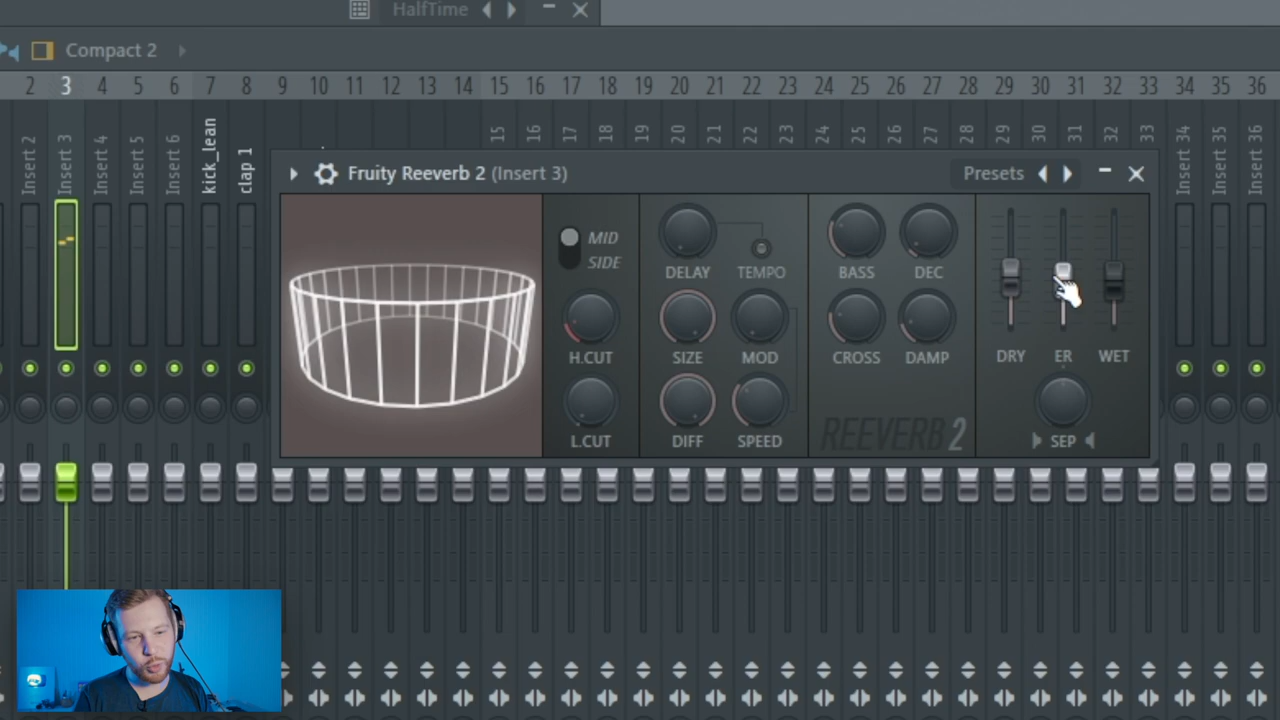 HalfTime
Compact 2
2 3 4 5 6 7 8 9 10 11 12 13 14 15 16 17 18 19 20 21 22 23 24 25 26 27 28 29 30 31 32 33 34 35 36
Insert 2
Insert 3
Insert 4
Insert 5
Insert 6
kick_lean
clap 1
15 16 17 18 19 20 21 22 23 24 25 26 27 28 29 30 31 32 33
Insert 34
Insert 35
Insert 36
Fruity Reeverb 2 (Insert 3)
Presets
MID
SIDE
H.CUT
L.CUT
DELAY TEMPO
SIZE MOD
DIFF SPEED
BASS DEC
CROSS DAMP
REEVERB 2
DRY ER WET
SEP